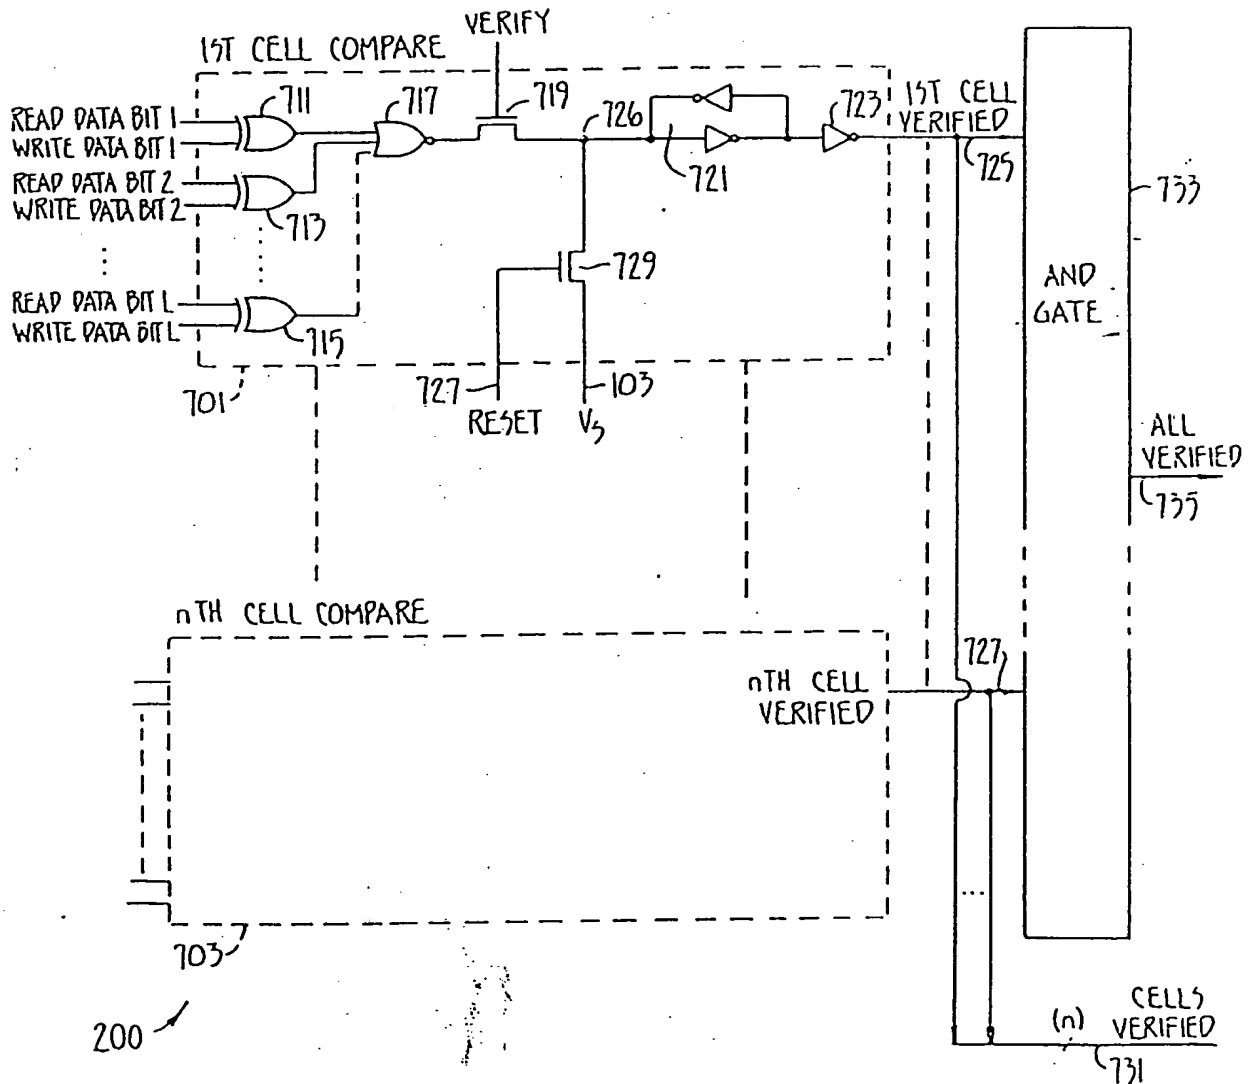 VERIFY
1ST CELL COMPARE
711
717
719
726
723
1ST CELL
VERIFIED
READ DATA BIT 1
WRITE DATA BIT 1
725
721
READ DATA BIT 2
WRITE DATA BIT 2
713
733
729
AND
GATE
READ DATA BIT L
WRITE DATA BIT L
715
701
727
103
RESET
VS
ALL
VERIFIED
735
nTH CELL COMPARE
727
nTH CELL
VERIFIED
...
703
200
(n)
CELLS
VERIFIED
731